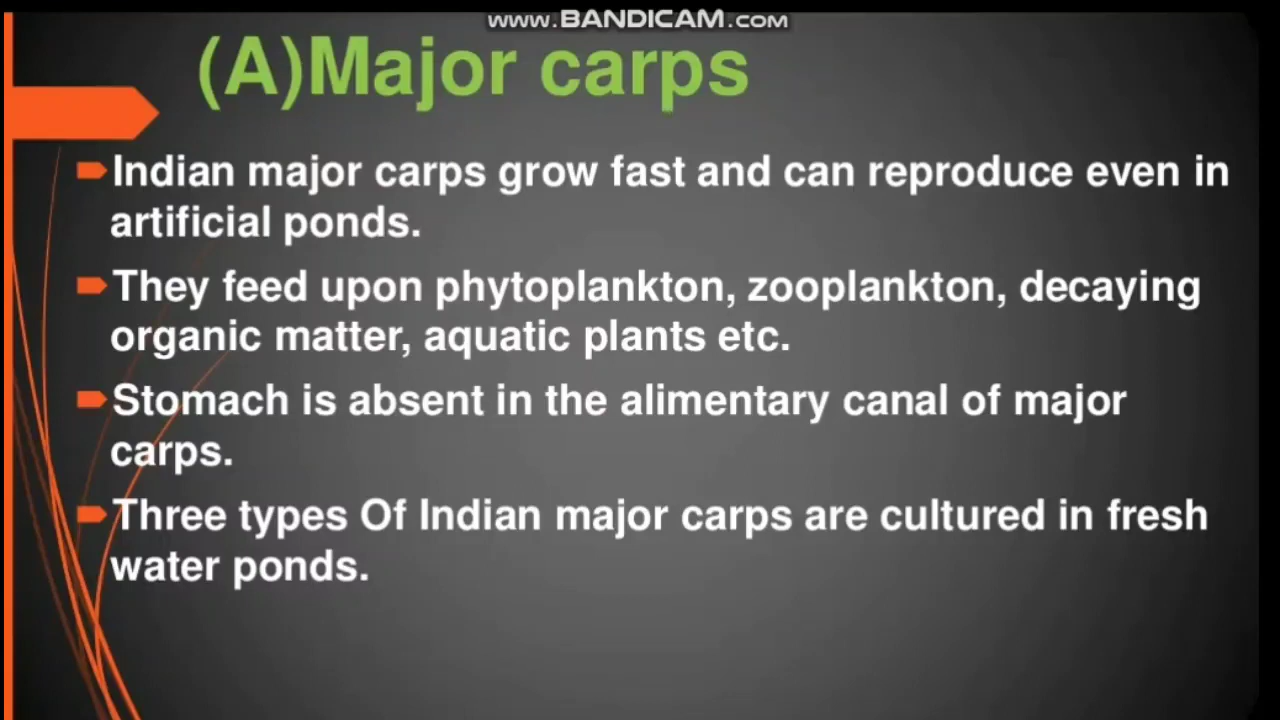 www.BANDICAM.com
(A)Major carps
Indian major carps grow fast and can reproduce even in
artificial ponds.
They feed upon phytoplankton, zooplankton, decaying
organic matter, aquatic plants etc.
Stomach is absent in the alimentary canal of major
carps.
Three types Of Indian major carps are cultured in fresh
water ponds.